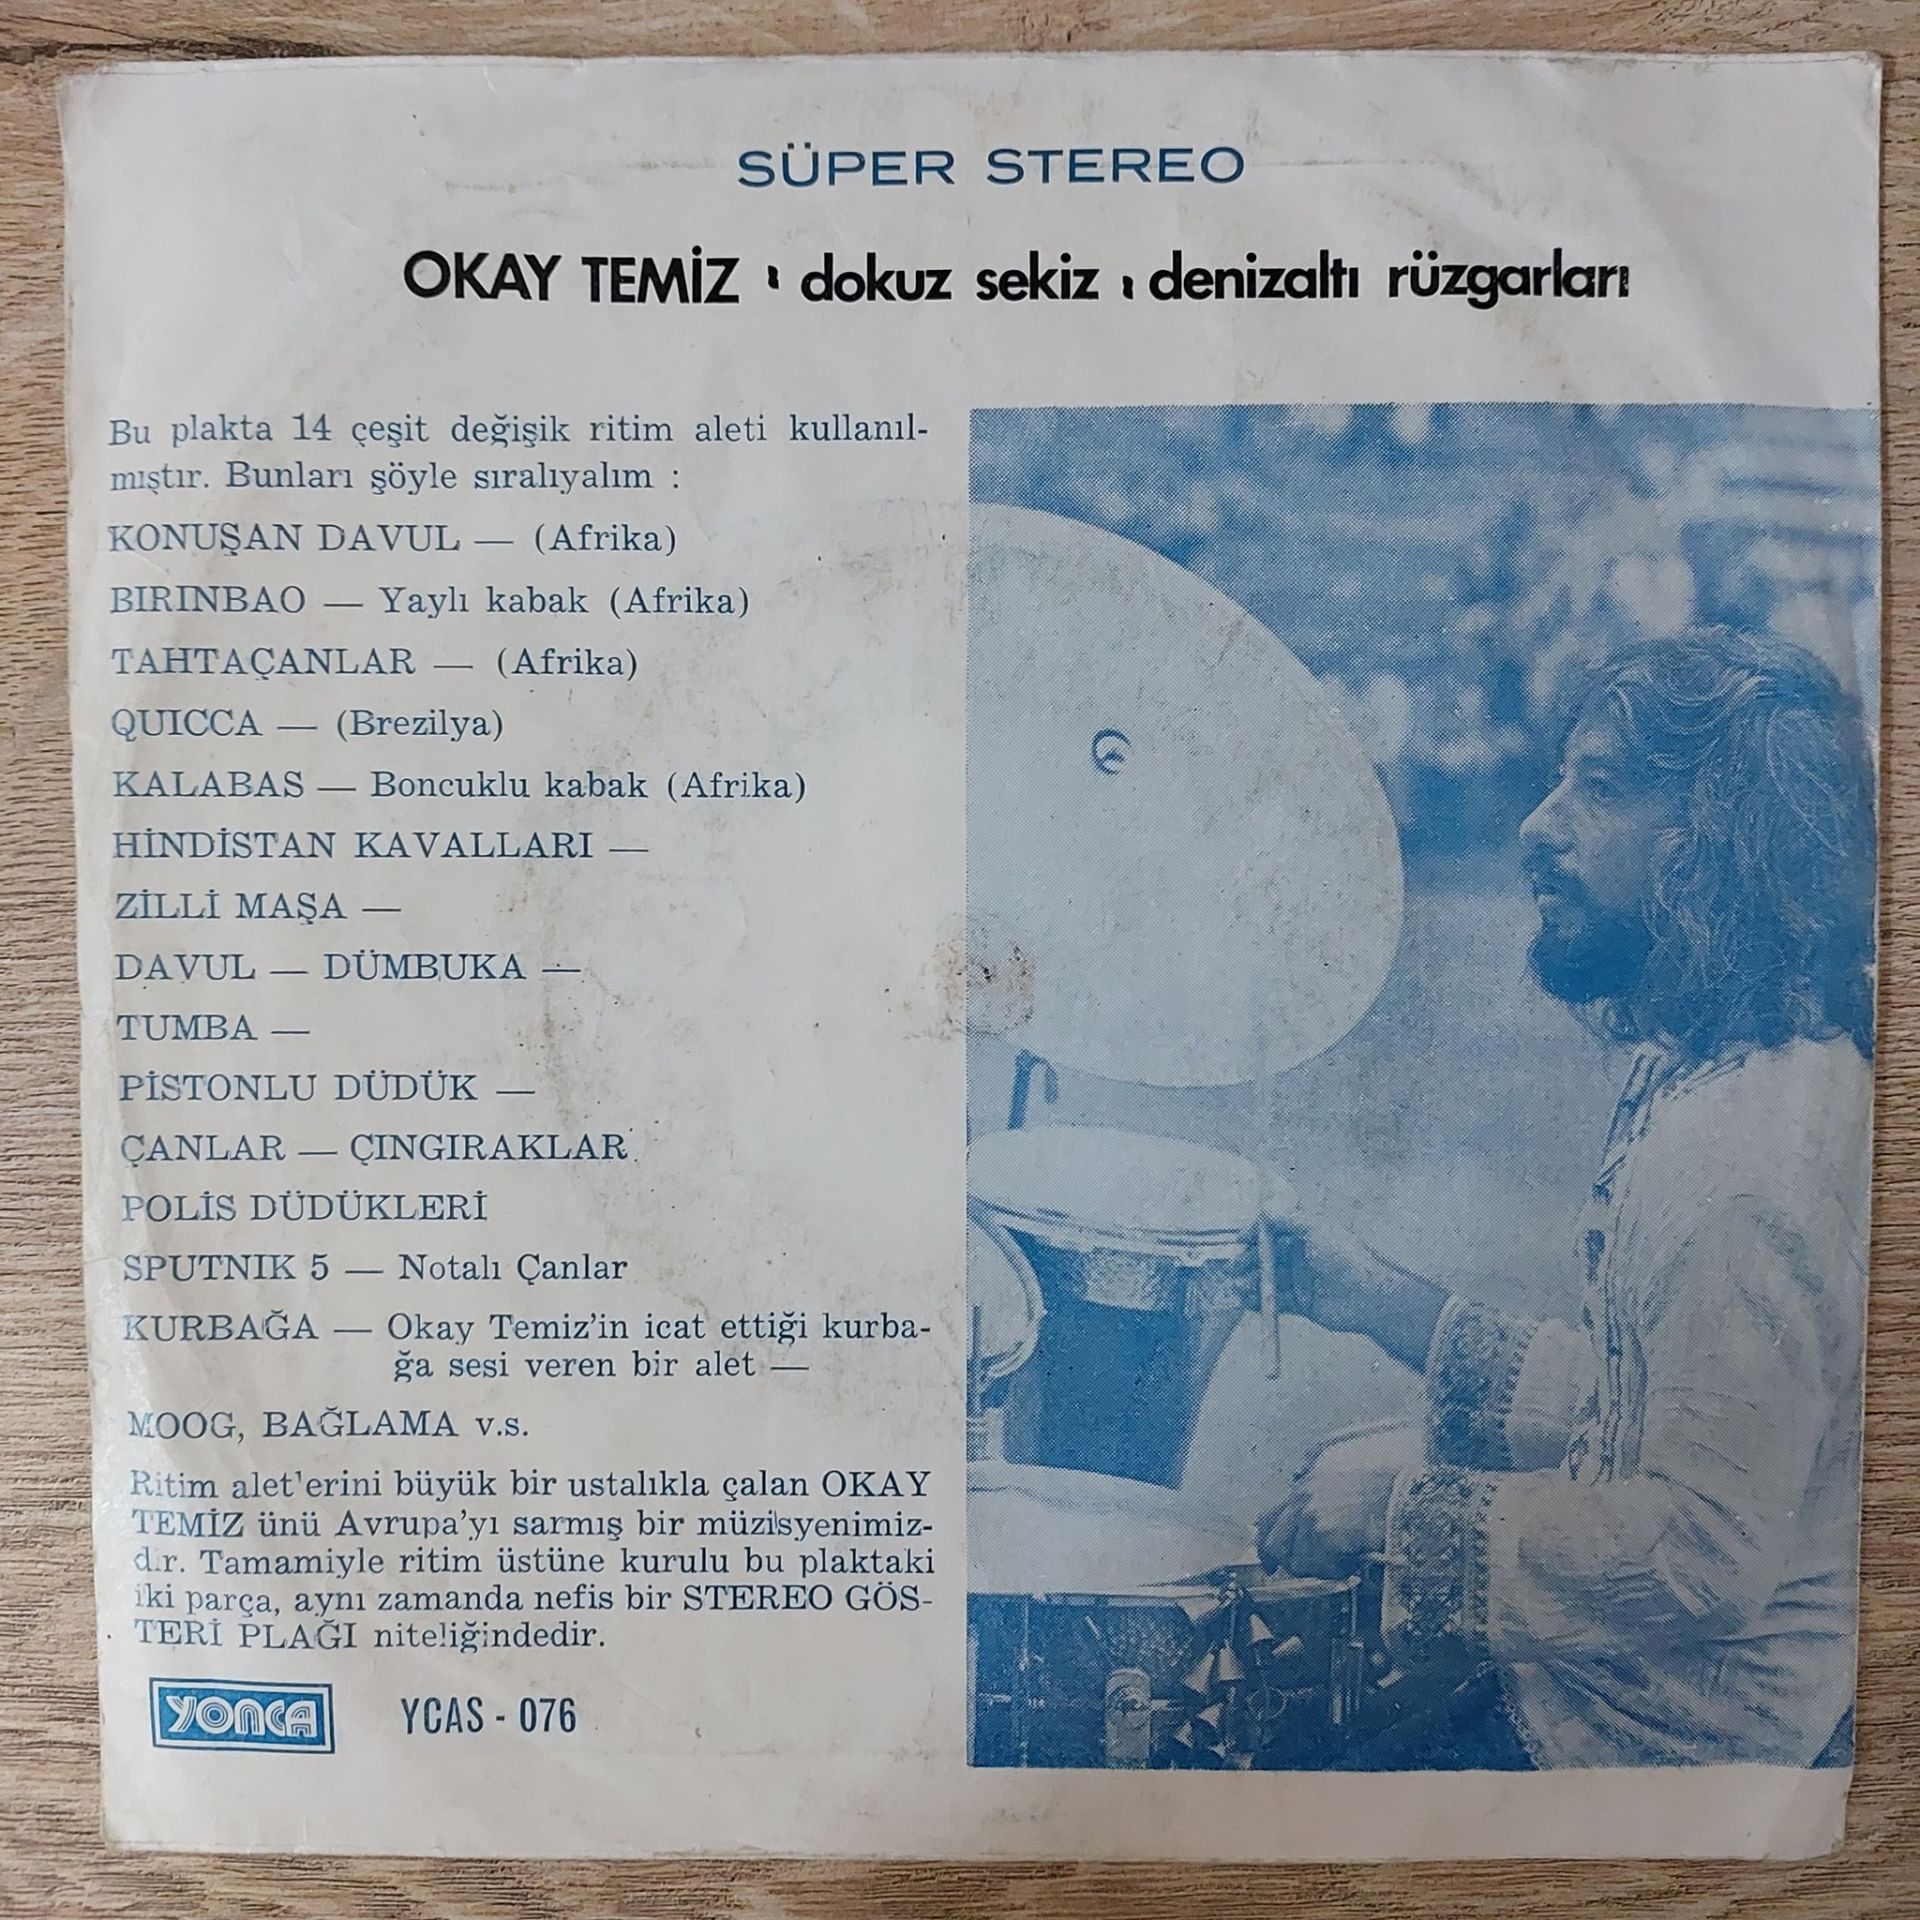 SÜPER STEREO
OKAY TEMİZ : dokuz sekiz : denizaltı rüzgarları
Bu plakta 14 çeşit değişik ritim aleti kullanıl-
mıştır. Bunları şöyle sıralıyalım :
KONUŞAN DAVUL — (Afrika)
BIRINBAO — Yaylı kabak (Afrika)
TAHTAÇANLAR — (Afrika)
QUICCA — (Brezilya)
KALABAS — Boncuklu kabak (Afrika)
HİNDİSTAN KAVALLARI —
ZİLLİ MAŞA —
DAVUL — DÜMBUKA —
TUMBA —
PİSTONLU DÜDÜK —
ÇANLAR — ÇINGIRAKLAR
POLİS DÜDÜKLERİ
SPUTNIK 5 — Notalı Çanlar
KURBAĞA — Okay Temiz'in icat ettiği kurba-
ğa sesi veren bir alet —
MOOG, BAĞLAMA v.s.
Ritim alet'erini büyük bir ustalıkla çalan OKAY
TEMİZ ünü Avrupa'yı sarmış bir müzisyenimiz-
dir. Tamamiyle ritim üstüne kurulu bu plaktaki
iki parça, aynı zamanda nefis bir STEREO GÖS-
TERİ PLAĞI niteliğindedir.
YONCA YCAS - 076